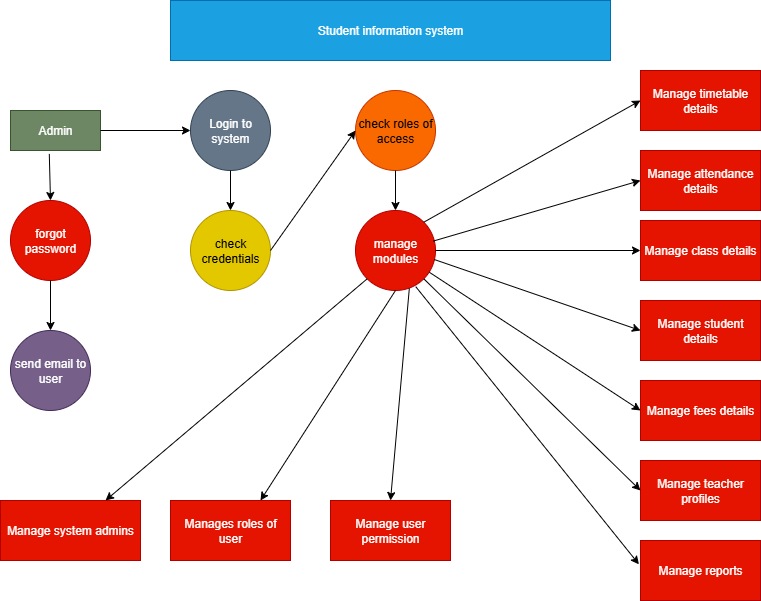 Student information system
Admin
Login to
system
check roles of
access
forgot
password
check
credentials
manage
modules
send email to
user
Manage timetable
details
Manage attendance
details
Manage class details
Manage student
details
Manage fees details
Manage teacher
profiles
Manage reports
Manage system admins
Manages roles of
user
Manage user
permission